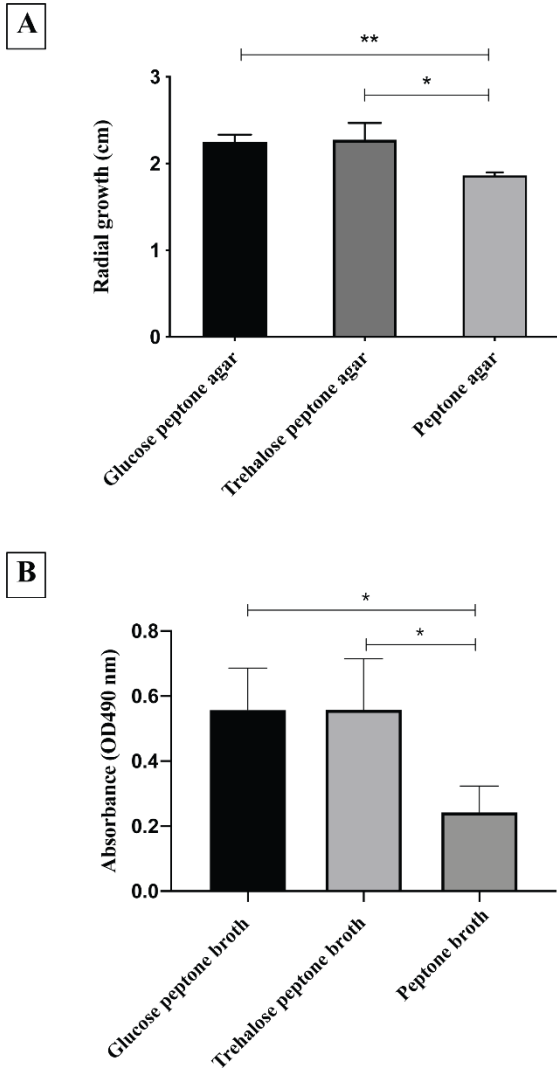 A
**
*
3
2
1
0
Radial growth (cm)
Glucose peptone agar
Trehalose peptone agar
Peptone agar
B
*
*
0.8
0.6
0.4
0.2
0.0
Absorbance (OD490 nm)
Glucose peptone broth
Trehalose peptone broth
Peptone broth